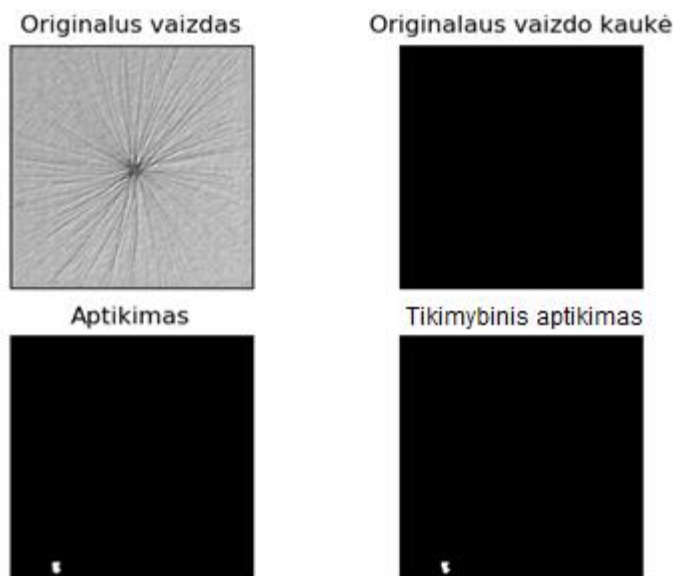 Originalus vaizdas
Originalaus vaizdo kaukė
Aptikimas
Tikimybinis aptikimas